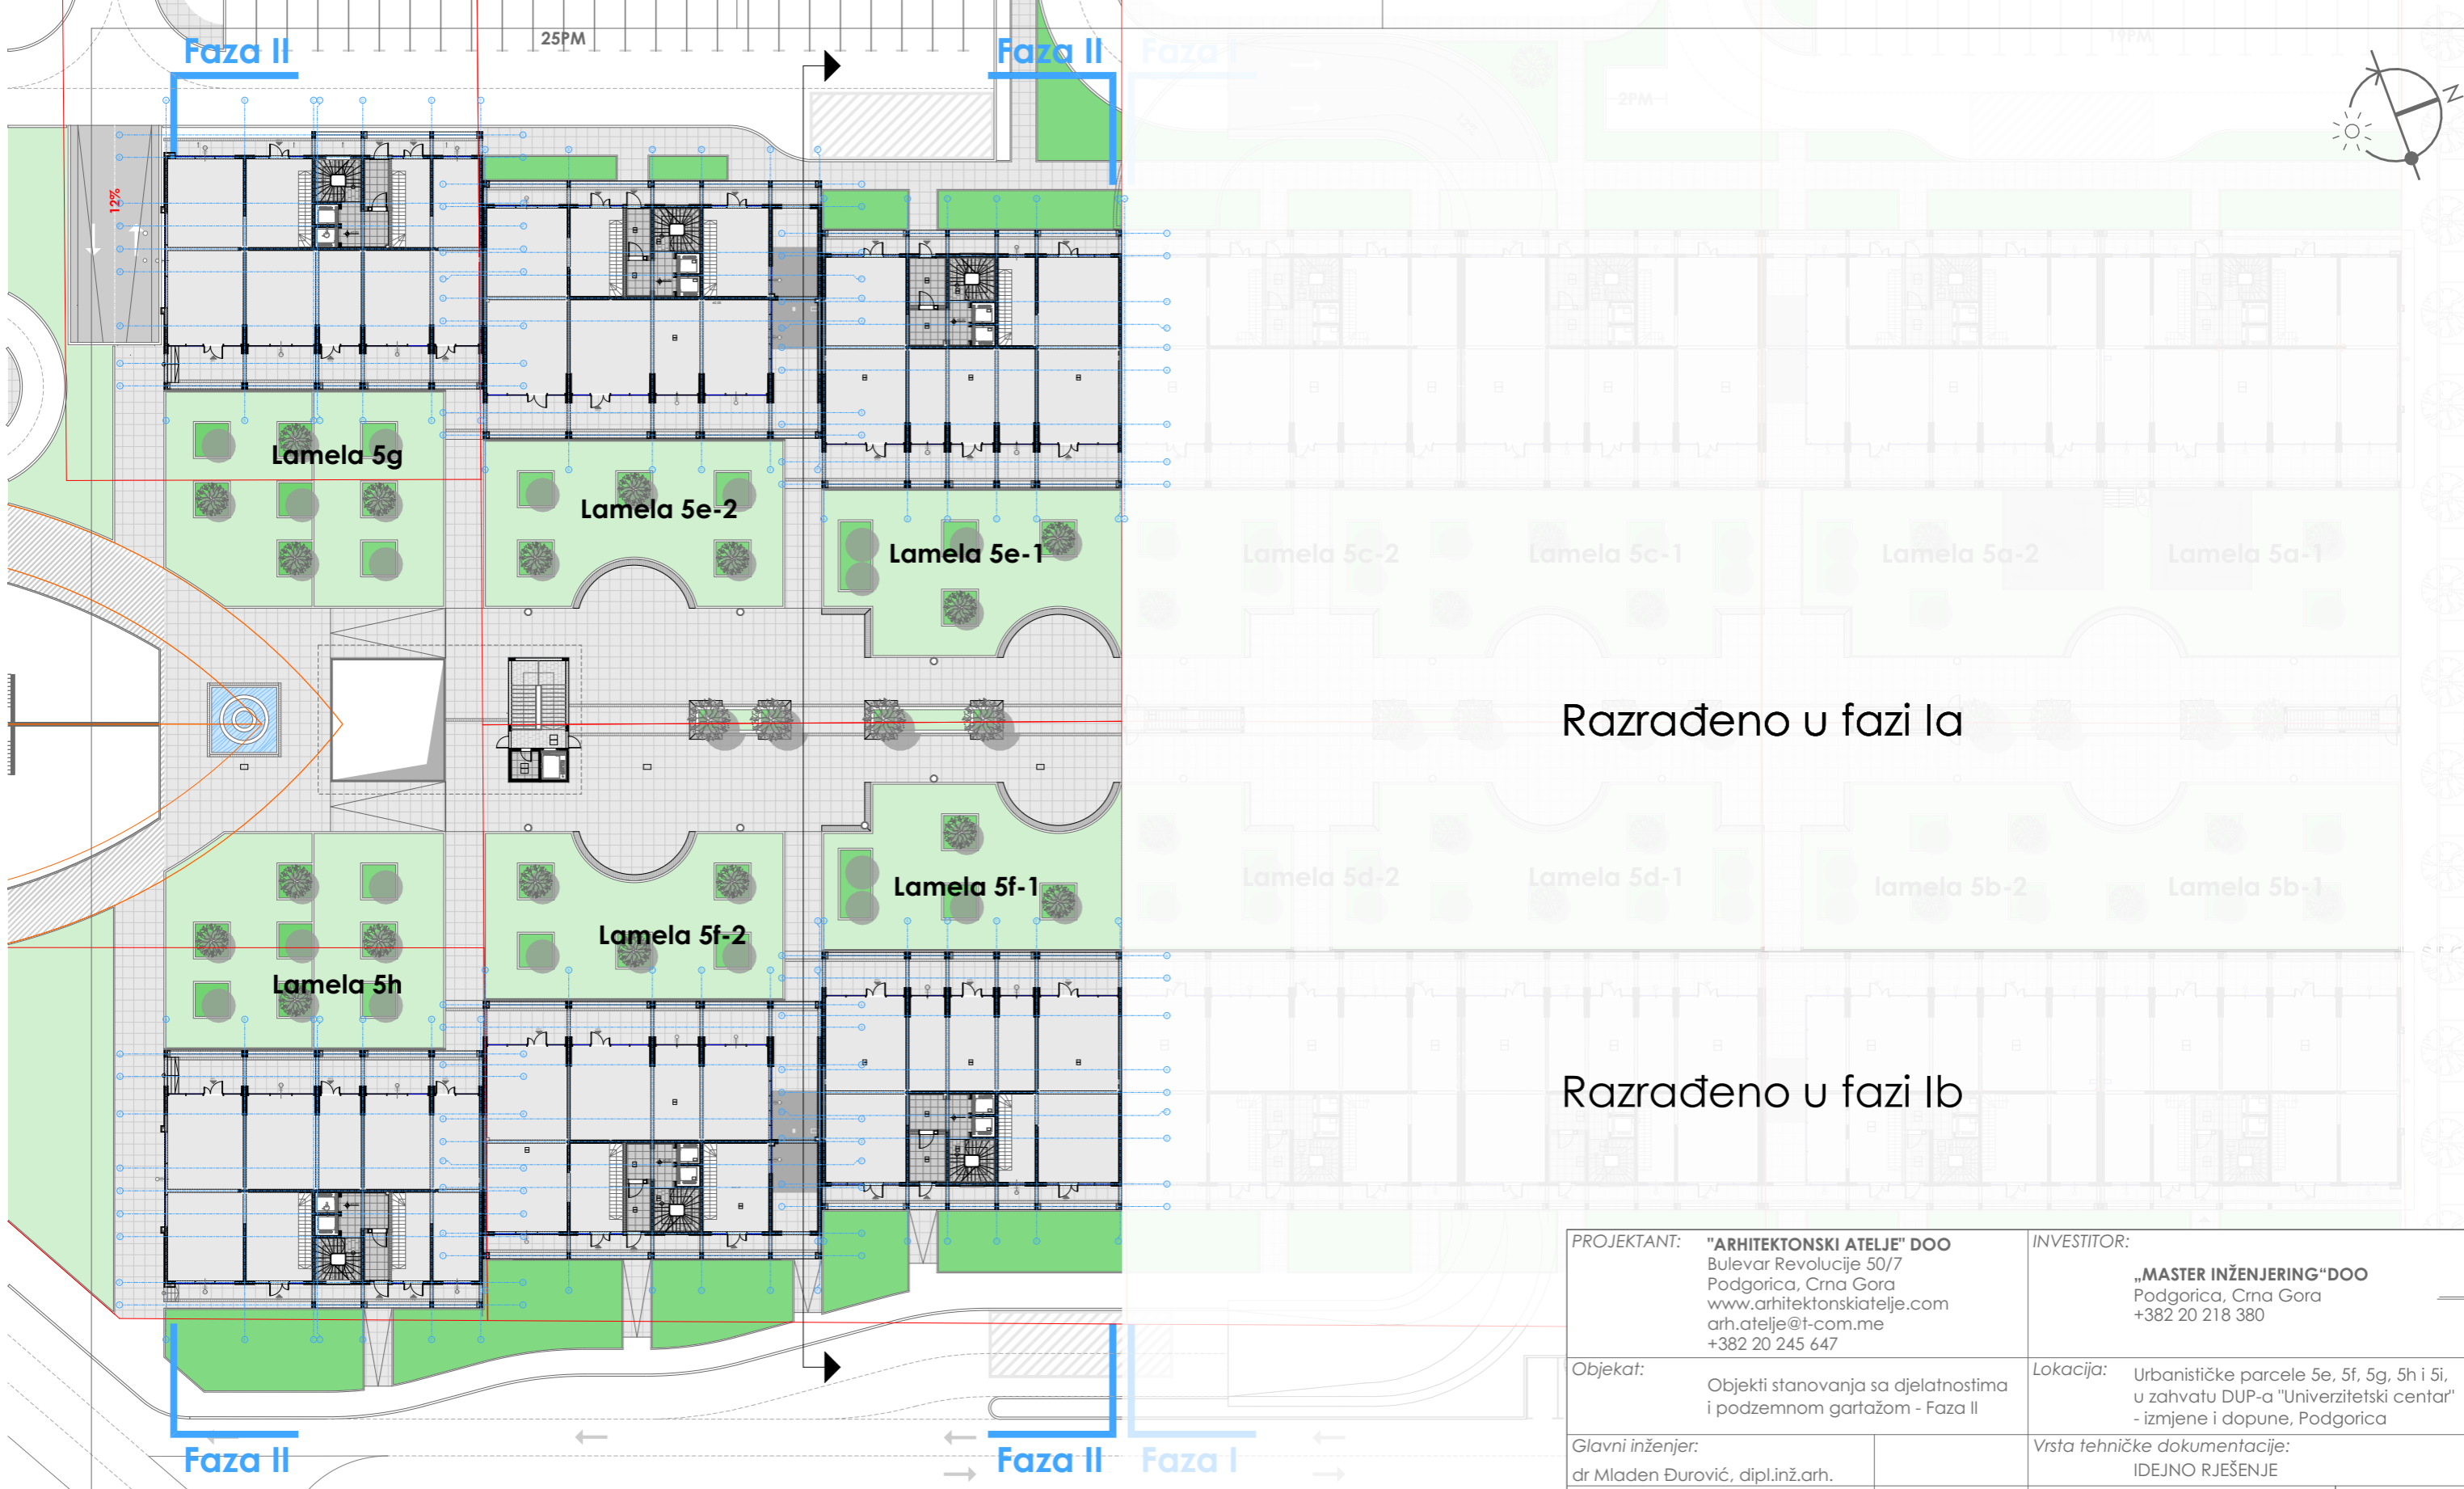 25PM
19PM
Faza II
Faza II
Faza I
2PM
N
12%
Lamela 5g
Lamela 5e-2
Lamela 5e-1
Lamela 5c-2
Lamela 5c-1
Lamela 5a-2
Lamela 5a-1
Razrađeno u fazi Ia
Lamela 5h
Lamela 5f-2
Lamela 5f-1
Lamela 5d-2
Lamela 5d-1
lamela 5b-2
Lamela 5b-1
Razrađeno u fazi Ib
Faza II
Faza II
Faza I
PROJEKTANT:
"ARHITEKTONSKI ATELJE" DOO
Bulevar Revolucije 50/7
Podgorica, Crna Gora
www.arhitektonskiatelje.com
arh.atelje@t-com.me
+382 20 245 647
INVESTITOR:
„MASTER INŽENJERING“DOO
Podgorica, Crna Gora
+382 20 218 380
Objekat:
Objekti stanovanja sa djelatnostima
i podzemnom gartažom - Faza II
Lokacija:
Urbanističke parcele 5e, 5f, 5g, 5h i 5i,
u zahvatu DUP-a "Univerzitetski centar"
- izmjene i dopune, Podgorica
Glavni inženjer:
dr Mladen Đurović, dipl.inž.arh.
Vrsta tehničke dokumentacije:
IDEJNO RJEŠENJE